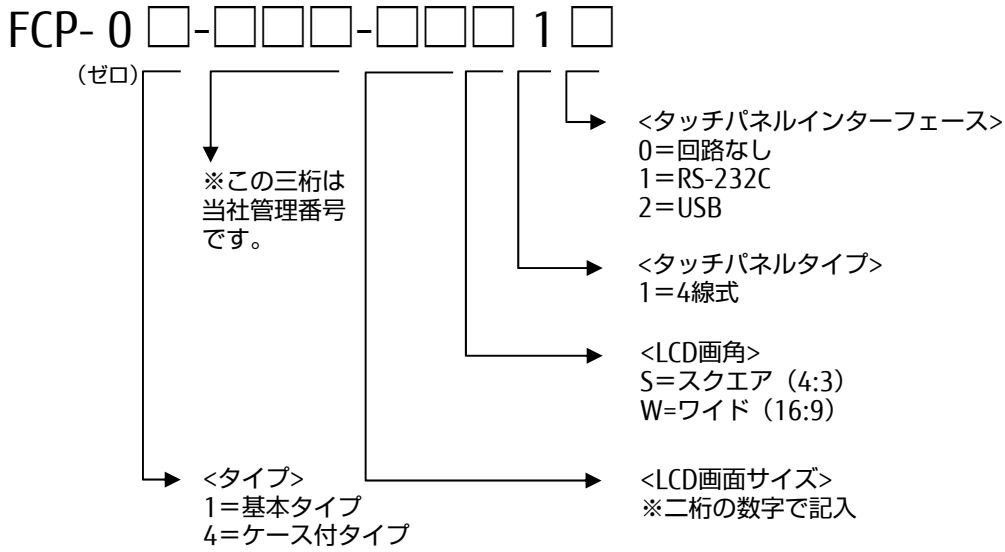 FCP- 0 □-□□□-□□□ 1 □
（ゼロ）
<タッチパネルインターフェース>
0＝回路なし
1＝RS-232C
2＝USB
※この三桁は
当社管理番号
です。
<タッチパネルタイプ>
1＝4線式
<LCD画角>
S＝スクエア（4:3）
W=ワイド（16:9）
<タイプ>
1＝基本タイプ
4＝ケース付タイプ
<LCD画面サイズ>
※二桁の数字で記入